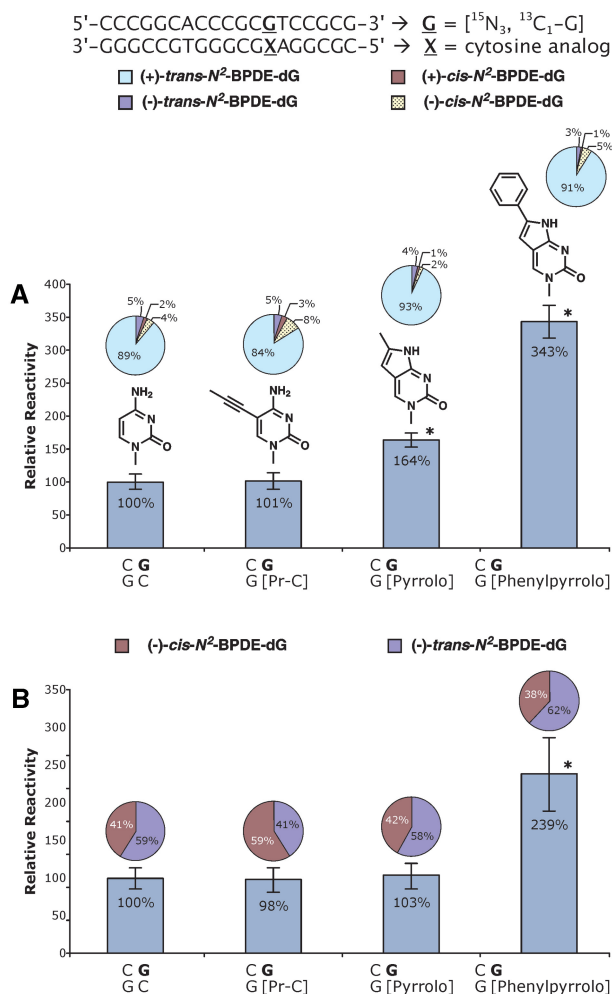 5'-CCCGGCACCCGCGTCCGCG-3' → G = [15N3, 13C1–G]
3'-GGGCCGTGGGCGXAGGCGC-5' → X = cytosine analog
(+)-trans-N2-BPDE-dG (+)-cis-N2-BPDE-dG
(-)-trans-N2-BPDE-dG (-)-cis-N2-BPDE-dG
3% 1%
5%
91%
NH
N
N O
A
Relative Reactivity
400
350
300
250
200
150
100
50
0
5% 2%
4%
89%
NH2
N
N O
100%
5% 3%
8%
84%
NH2
N
N O
101%
4% 1%
2%
93%
NH
N
N O
*
164%
*
343%
C G C G C G C G
G C G [Pr-C] G [Pyrrolo] G [Phenylpyrrolo]
(-)-cis-N2-BPDE-dG (-)-trans-N2-BPDE-dG
B
Relative Reactivity
350
300
250
200
150
100
50
0
41% 59%
100%
59% 41%
98%
42% 58%
103%
38% 62%
*
239%
C G C G C G C G
G C G [Pr-C] G [Pyrrolo] G [Phenylpyrrolo]